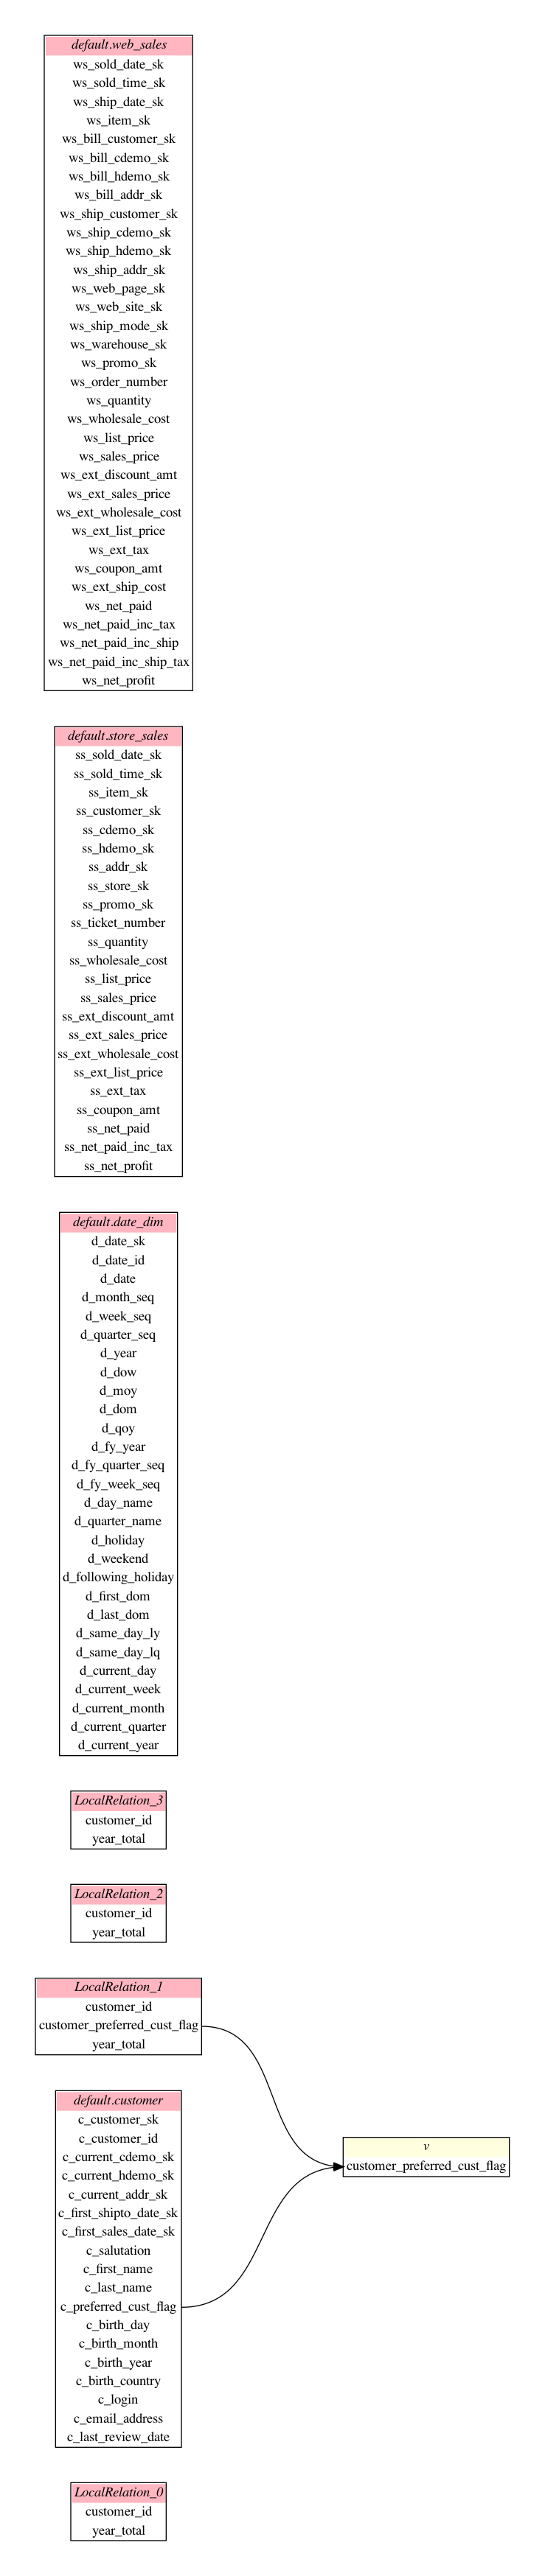 default.web_sales
ws_sold_date_sk
ws_sold_time_sk
ws_ship_date_sk
ws_item_sk
ws_bill_customer_sk
ws_bill_cdemo_sk
ws_bill_hdemo_sk
ws_bill_addr_sk
ws_ship_customer_sk
ws_ship_cdemo_sk
ws_ship_hdemo_sk
ws_ship_addr_sk
ws_web_page_sk
ws_web_site_sk
ws_ship_mode_sk
ws_warehouse_sk
ws_promo_sk
ws_order_number
ws_quantity
ws_wholesale_cost
ws_list_price
ws_sales_price
ws_ext_discount_amt
ws_ext_sales_price
ws_ext_wholesale_cost
ws_ext_list_price
ws_ext_tax
ws_coupon_amt
ws_ext_ship_cost
ws_net_paid
ws_net_paid_inc_tax
ws_net_paid_inc_ship
ws_net_paid_inc_ship_tax
ws_net_profit
default.store_sales
ss_sold_date_sk
ss_sold_time_sk
ss_item_sk
ss_customer_sk
ss_cdemo_sk
ss_hdemo_sk
ss_addr_sk
ss_store_sk
ss_promo_sk
ss_ticket_number
ss_quantity
ss_wholesale_cost
ss_list_price
ss_sales_price
ss_ext_discount_amt
ss_ext_sales_price
ss_ext_wholesale_cost
ss_ext_list_price
ss_ext_tax
ss_coupon_amt
ss_net_paid
ss_net_paid_inc_tax
ss_net_profit
default.date_dim
d_date_sk
d_date_id
d_date
d_month_seq
d_week_seq
d_quarter_seq
d_year
d_dow
d_moy
d_dom
d_qoy
d_fy_year
d_fy_quarter_seq
d_fy_week_seq
d_day_name
d_quarter_name
d_holiday
d_weekend
d_following_holiday
d_first_dom
d_last_dom
d_same_day_ly
d_same_day_lq
d_current_day
d_current_week
d_current_month
d_current_quarter
d_current_year
LocalRelation_3
customer_id
year_total
LocalRelation_2
customer_id
year_total
LocalRelation_1
customer_id
customer_preferred_cust_flag
year_total
default.customer
c_customer_sk
c_customer_id
c_current_cdemo_sk
c_current_hdemo_sk
c_current_addr_sk
c_first_shipto_date_sk
c_first_sales_date_sk
c_salutation
c_first_name
c_last_name
c_preferred_cust_flag
c_birth_day
c_birth_month
c_birth_year
c_birth_country
c_login
c_email_address
c_last_review_date
v
customer_preferred_cust_flag
LocalRelation_0
customer_id
year_total